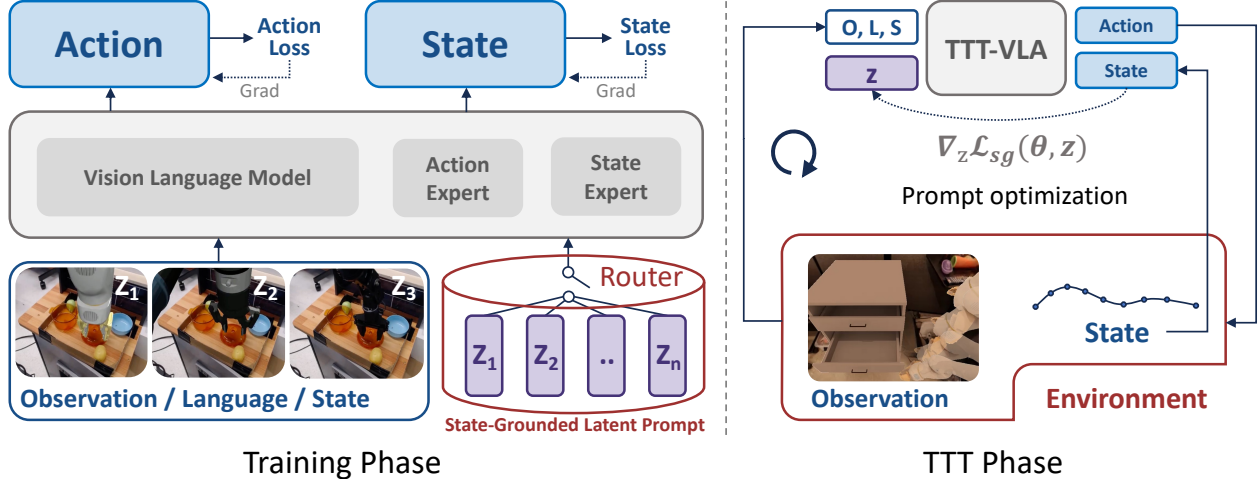 Action
Action
Loss
Grad
State
State
Loss
Grad
Vision Language Model
Action
Expert
State
Expert
Z1
Z2
Z3
Observation / Language / State
Router
Z1
Z2
..
Zn
State-Grounded Latent Prompt
Training Phase
O, L, S
z
TTT-VLA
Action
State
∇zℒsg(θ, z)
Prompt optimization
Observation
State
Environment
TTT Phase